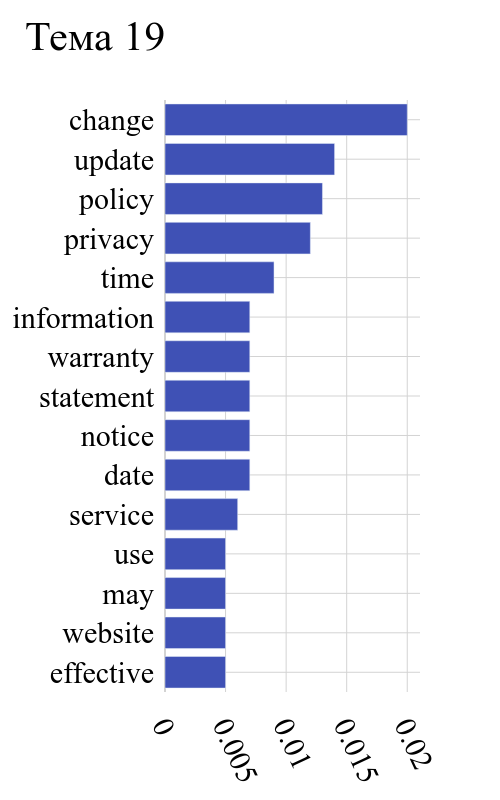 Тема 19
change
update
policy
privacy
time
information
warranty
statement
notice
date
service
use
may
website
effective
0
0.005
0.01
0.015
0.02